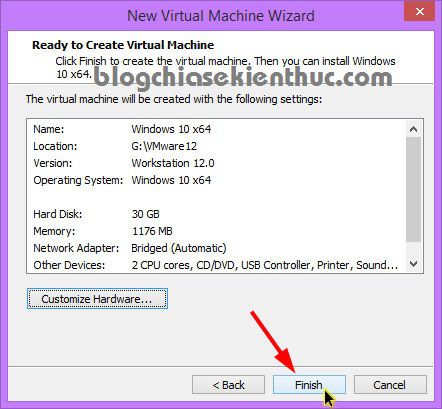 New Virtual Machine Wizard
Ready to Create Virtual Machine
Click Finish to create the virtual machine. Then you can install Windows
10 x64.
blogchiasekienthuc.com
The virtual machine will be created with the following settings:
Name: Windows 10 x64
Location: G:\VMware12
Version: Workstation 12.0
Operating System: Windows 10 x64
Hard Disk: 30 GB
Memory: 1176 MB
Network Adapter: Bridged (Automatic)
Other Devices: 2 CPU cores, CD/DVD, USB Controller, Printer, Sound...
Customize Hardware...
< Back Finish Cancel